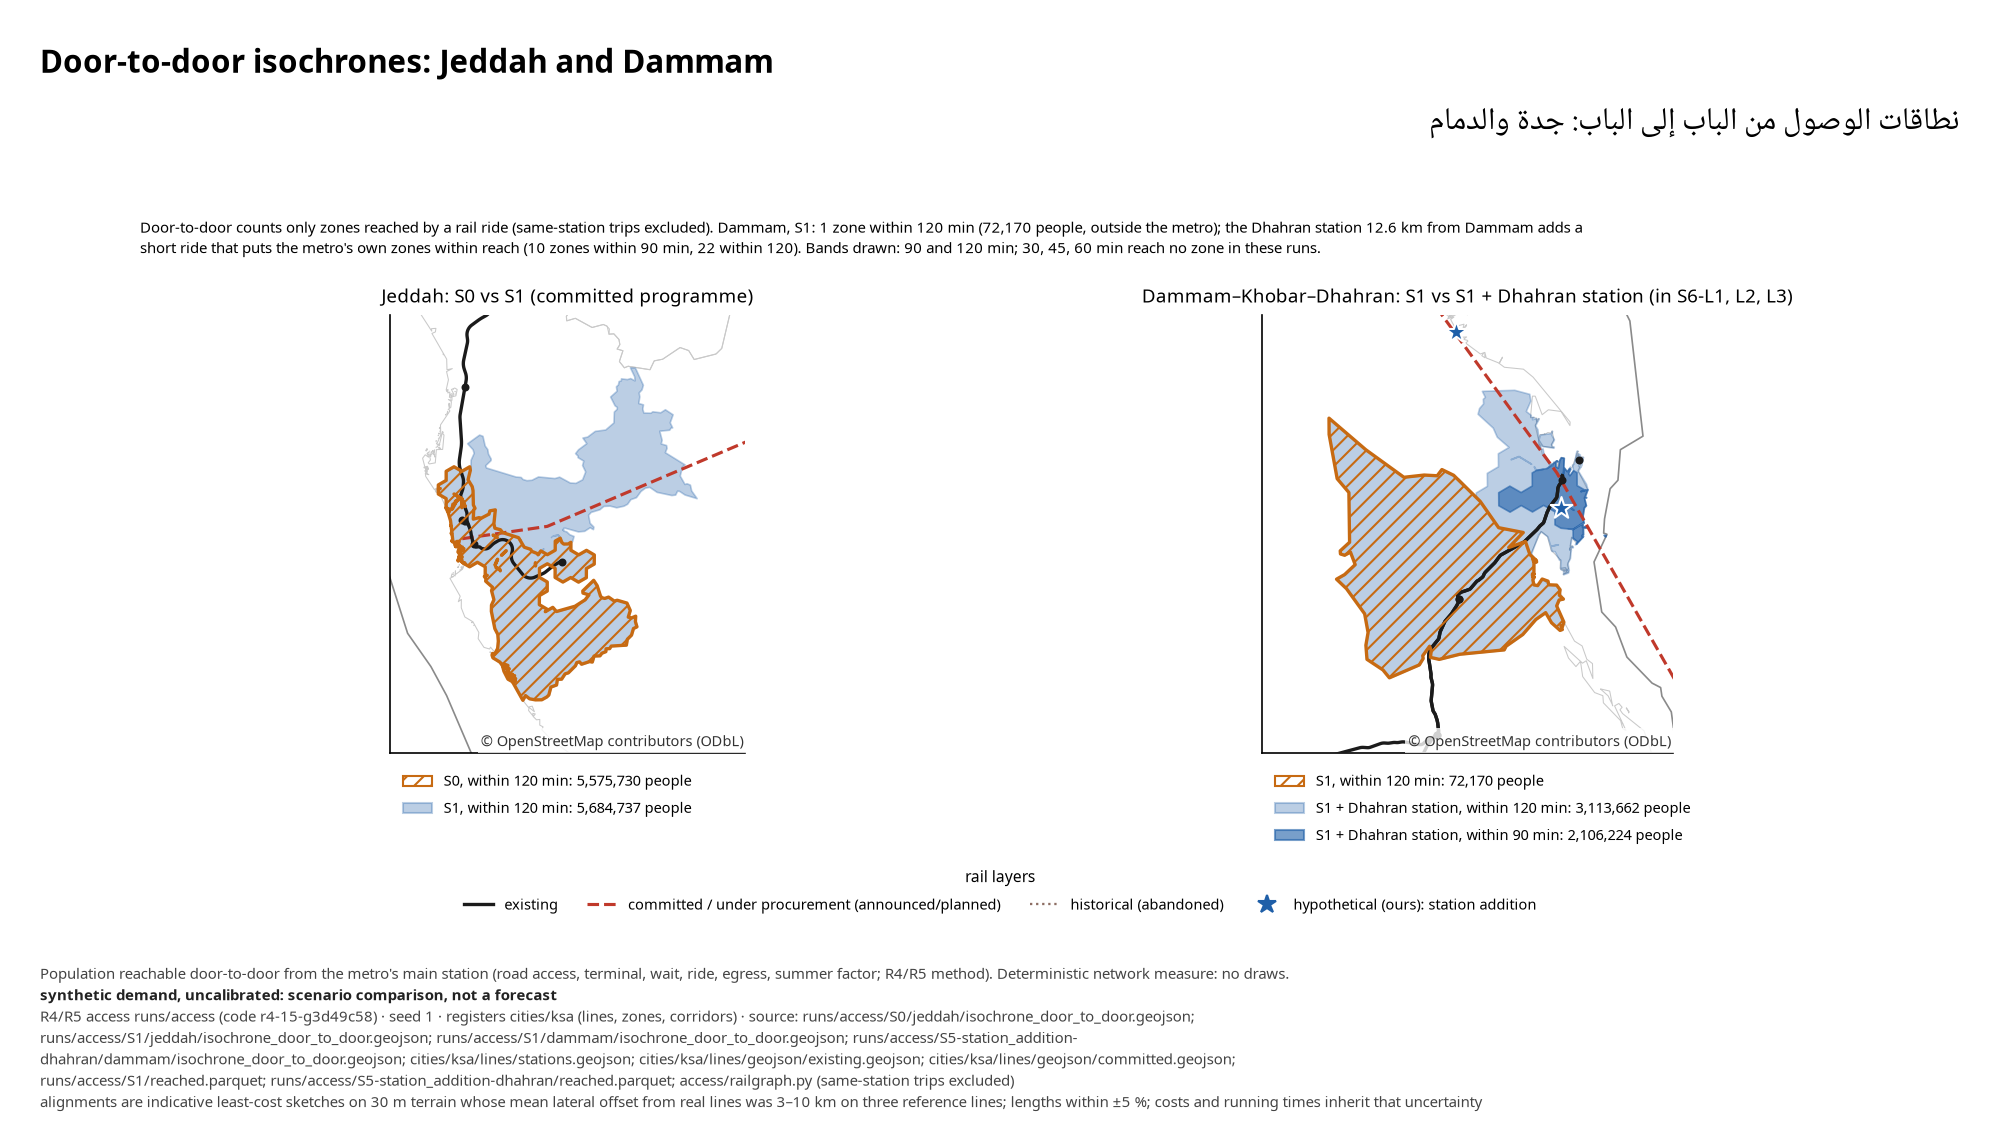 Door-to-door isochrones: Jeddah and Dammam
نطاقات الوصول من الباب إلى الباب: جدة والدمام
Door-to-door counts only zones reached by a rail ride (same-station trips excluded). Dammam, S1: 1 zone within 120 min (72,170 people, outside the metro); the Dhahran station 12.6 km from Dammam adds a
short ride that puts the metro's own zones within reach (10 zones within 90 min, 22 within 120). Bands drawn: 90 and 120 min; 30, 45, 60 min reach no zone in these runs.
Jeddah: S0 vs S1 (committed programme)
© OpenStreetMap contributors (ODbL)
S0, within 120 min: 5,575,730 people
S1, within 120 min: 5,684,737 people
Dammam–Khobar–Dhahran: S1 vs S1 + Dhahran station (in S6-L1, L2, L3)
© OpenStreetMap contributors (ODbL)
S1, within 120 min: 72,170 people
S1 + Dhahran station, within 120 min: 3,113,662 people
S1 + Dhahran station, within 90 min: 2,106,224 people
rail layers
existing
committed / under procurement (announced/planned)
historical (abandoned)
hypothetical (ours): station addition
Population reachable door-to-door from the metro's main station (road access, terminal, wait, ride, egress, summer factor; R4/R5 method). Deterministic network measure: no draws.
synthetic demand, uncalibrated: scenario comparison, not a forecast
R4/R5 access runs/access (code r4-15-g3d49c58) · seed 1 · registers cities/ksa (lines, zones, corridors) · source: runs/access/S0/jeddah/isochrone_door_to_door.geojson;
runs/access/S1/jeddah/isochrone_door_to_door.geojson; runs/access/S1/dammam/isochrone_door_to_door.geojson; runs/access/S5-station_addition-
dhahran/dammam/isochrone_door_to_door.geojson; cities/ksa/lines/stations.geojson; cities/ksa/lines/geojson/existing.geojson; cities/ksa/lines/geojson/committed.geojson;
runs/access/S1/reached.parquet; runs/access/S5-station_addition-dhahran/reached.parquet; access/railgraph.py (same-station trips excluded)
alignments are indicative least-cost sketches on 30 m terrain whose mean lateral offset from real lines was 3–10 km on three reference lines; lengths within ±5 %; costs and running times inherit that uncertainty